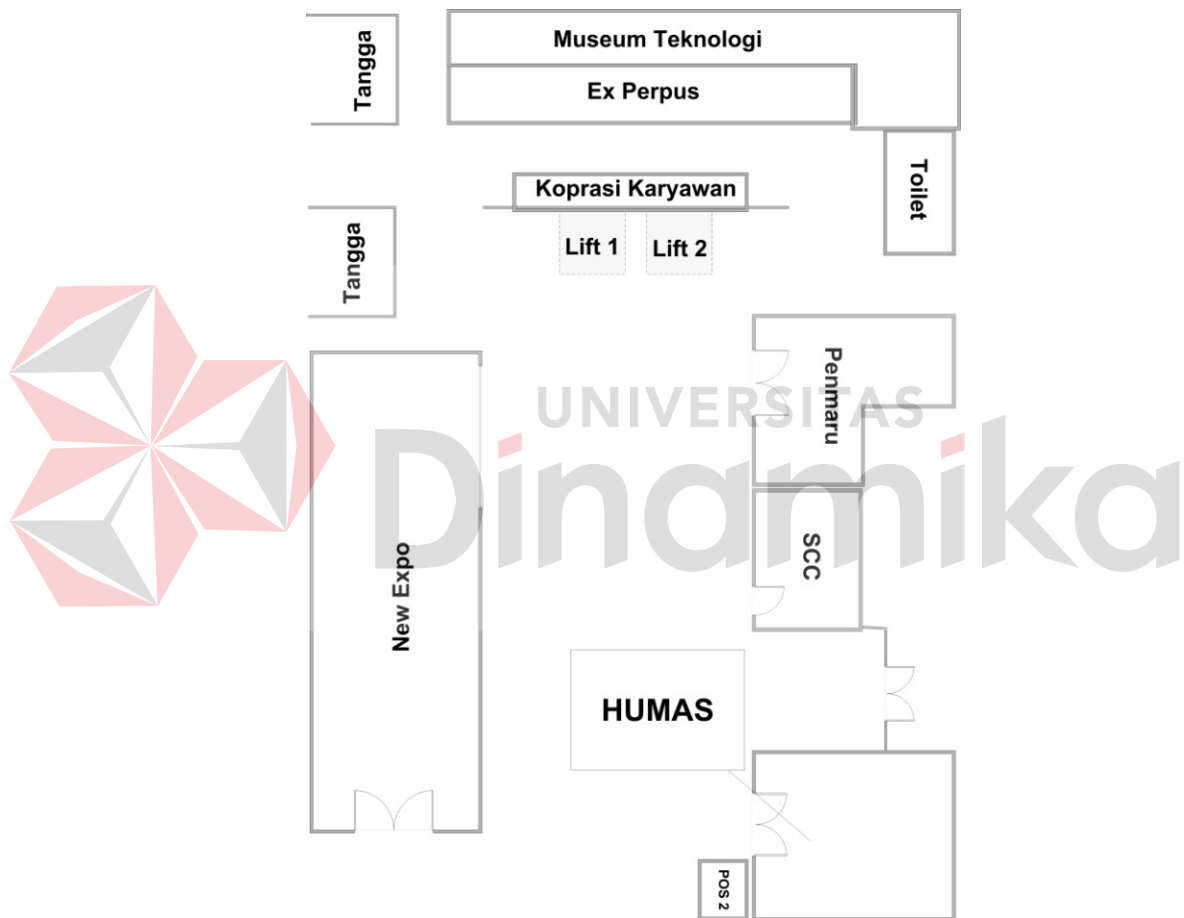 Museum Teknologi
Tangga
Ex Perpus
Toilet
Koprasi Karyawan
Lift 1
Lift 2
Tangga
Penmaru
UNIVERSITAS
Dinamika
SCC
New Expo
HUMAS
POS 2